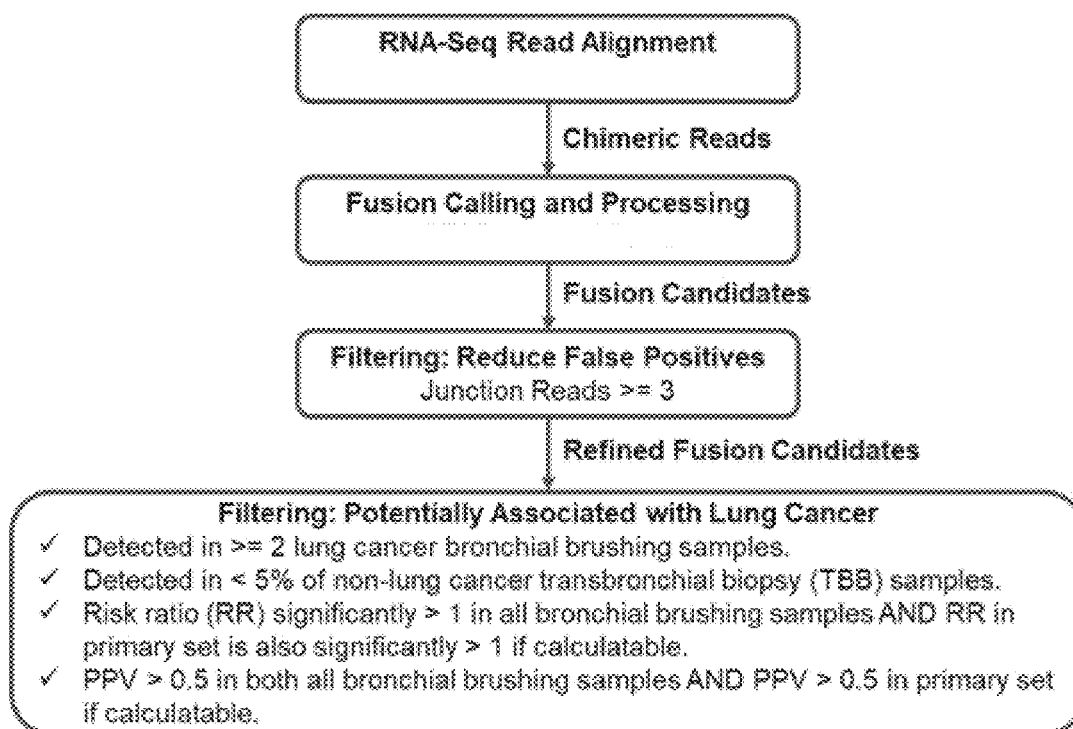 RNA-Seq Read Alignment
Chimeric Reads
Fusion Calling and Processing
Fusion Candidates
Filtering: Reduce False Positives
Junction Reads >= 3
Refined Fusion Candidates
Filtering: Potentially Associated with Lung Cancer
✓ Detected in >= 2 lung cancer bronchial brushing samples.
✓ Detected in < 5% of non-lung cancer transbronchial biopsy (TBB) samples.
✓ Risk ratio (RR) significantly > 1 in all bronchial brushing samples AND RR in
primary set is also significantly > 1 if calculatable.
✓ PPV > 0.5 in both all bronchial brushing samples AND PPV > 0.5 in primary set
if calculatable.